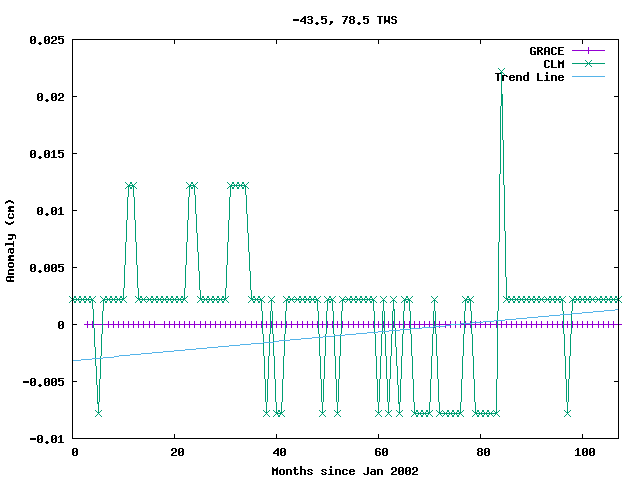 -43.5, 78.5 TWS
GRACE
CLM
Trend Line
0.025
0.02
0.015
0.01
0.005
0
-0.005
-0.01
Anomaly (cm)
0 20 40 60 80 100
Months since Jan 2002